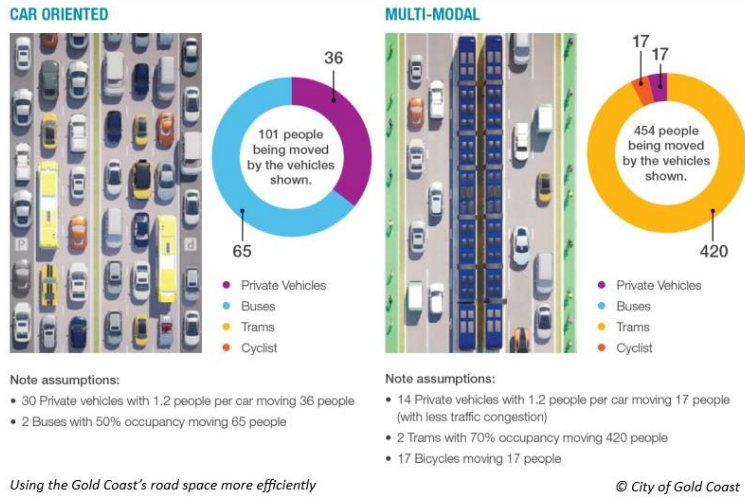 CAR ORIENTED
36
101 people
being moved
by the vehicles
shown.
65
P
P
Private Vehicles
Buses
Trams
Cyclist
Note assumptions:
• 30 Private vehicles with 1.2 people per car moving 36 people
• 2 Buses with 50% occupancy moving 65 people
MULTI-MODAL
17
17
454 people
being moved
by the vehicles
shown.
420
Private Vehicles
Buses
Trams
Cyclist
Note assumptions:
• 14 Private vehicles with 1.2 people per car moving 17 people
(with less traffic congestion)
• 2 Trams with 70% occupancy moving 420 people
• 17 Bicycles moving 17 people
Using the Gold Coast's road space more efficiently
© City of Gold Coast